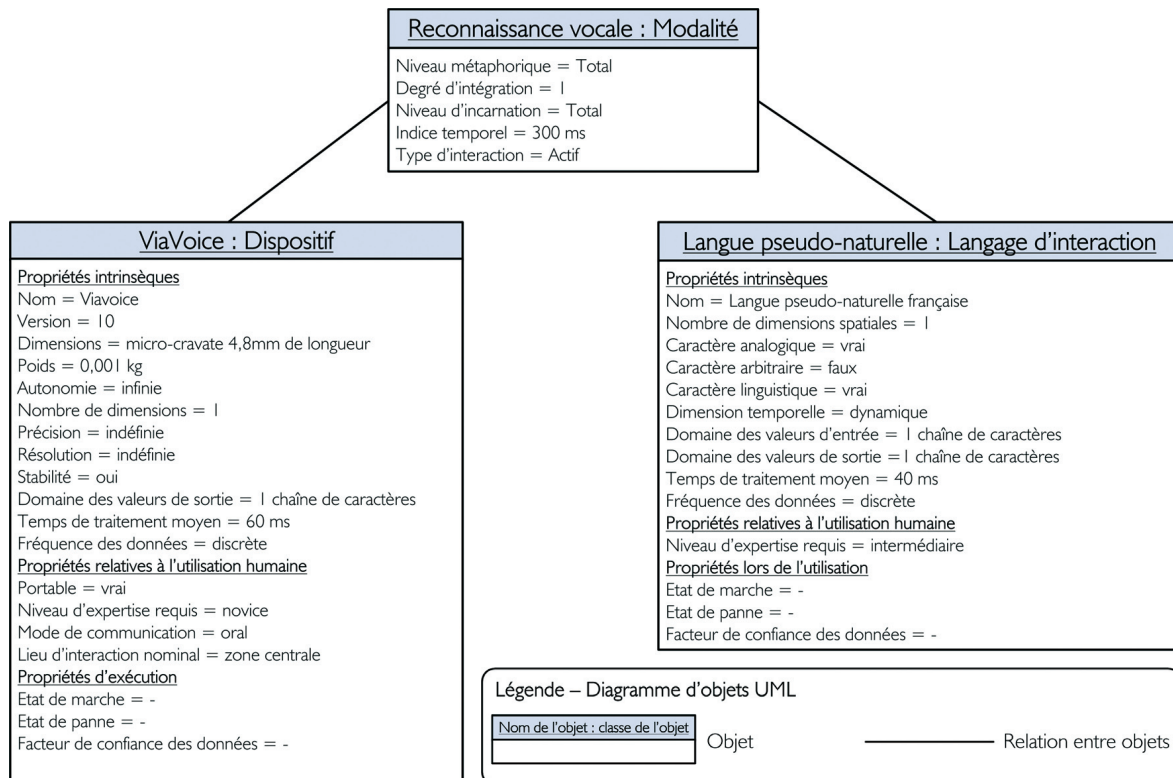 Reconnaissance vocale : Modalité
Niveau métaphorique = Total
Degré d'intégration = 1
Niveau d'incarnation = Total
Indice temporel = 300 ms
Type d'interaction = Actif
ViaVoice : Dispositif
Propriétés intrinsèques
Nom = Viavoice
Version = 10
Dimensions = micro-cravate 4,8mm de longueur
Poids = 0,001 kg
Autonomie = infinie
Nombre de dimensions = 1
Précision = indéfinie
Résolution = indéfinie
Stabilité = oui
Domaine des valeurs de sortie = 1 chaîne de caractères
Temps de traitement moyen = 60 ms
Fréquence des données = discrète
Propriétés relatives à l'utilisation humaine
Portable = vrai
Niveau d'expertise requis = novice
Mode de communication = oral
Lieu d'interaction nominal = zone centrale
Propriétés d'exécution
Etat de marche = -
Etat de panne = -
Facteur de confiance des données = -
Langue pseudo-naturelle : Langage d'interaction
Propriétés intrinsèques
Nom = Langue pseudo-naturelle française
Nombre de dimensions spatiales = 1
Caractère analogique = vrai
Caractère arbitraire = faux
Caractère linguistique = vrai
Dimension temporelle = dynamique
Domaine des valeurs d'entrée = 1 chaîne de caractères
Domaine des valeurs de sortie =1 chaîne de caractères
Temps de traitement moyen = 40 ms
Fréquence des données = discrète
Propriétés relatives à l'utilisation humaine
Niveau d'expertise requis = intermédiaire
Propriétés lors de l'utilisation
Etat de marche = -
Etat de panne = -
Facteur de confiance des données = -
Légende – Diagramme d'objets UML
Nom de l'objet : classe de l'objet
Objet
Relation entre objets